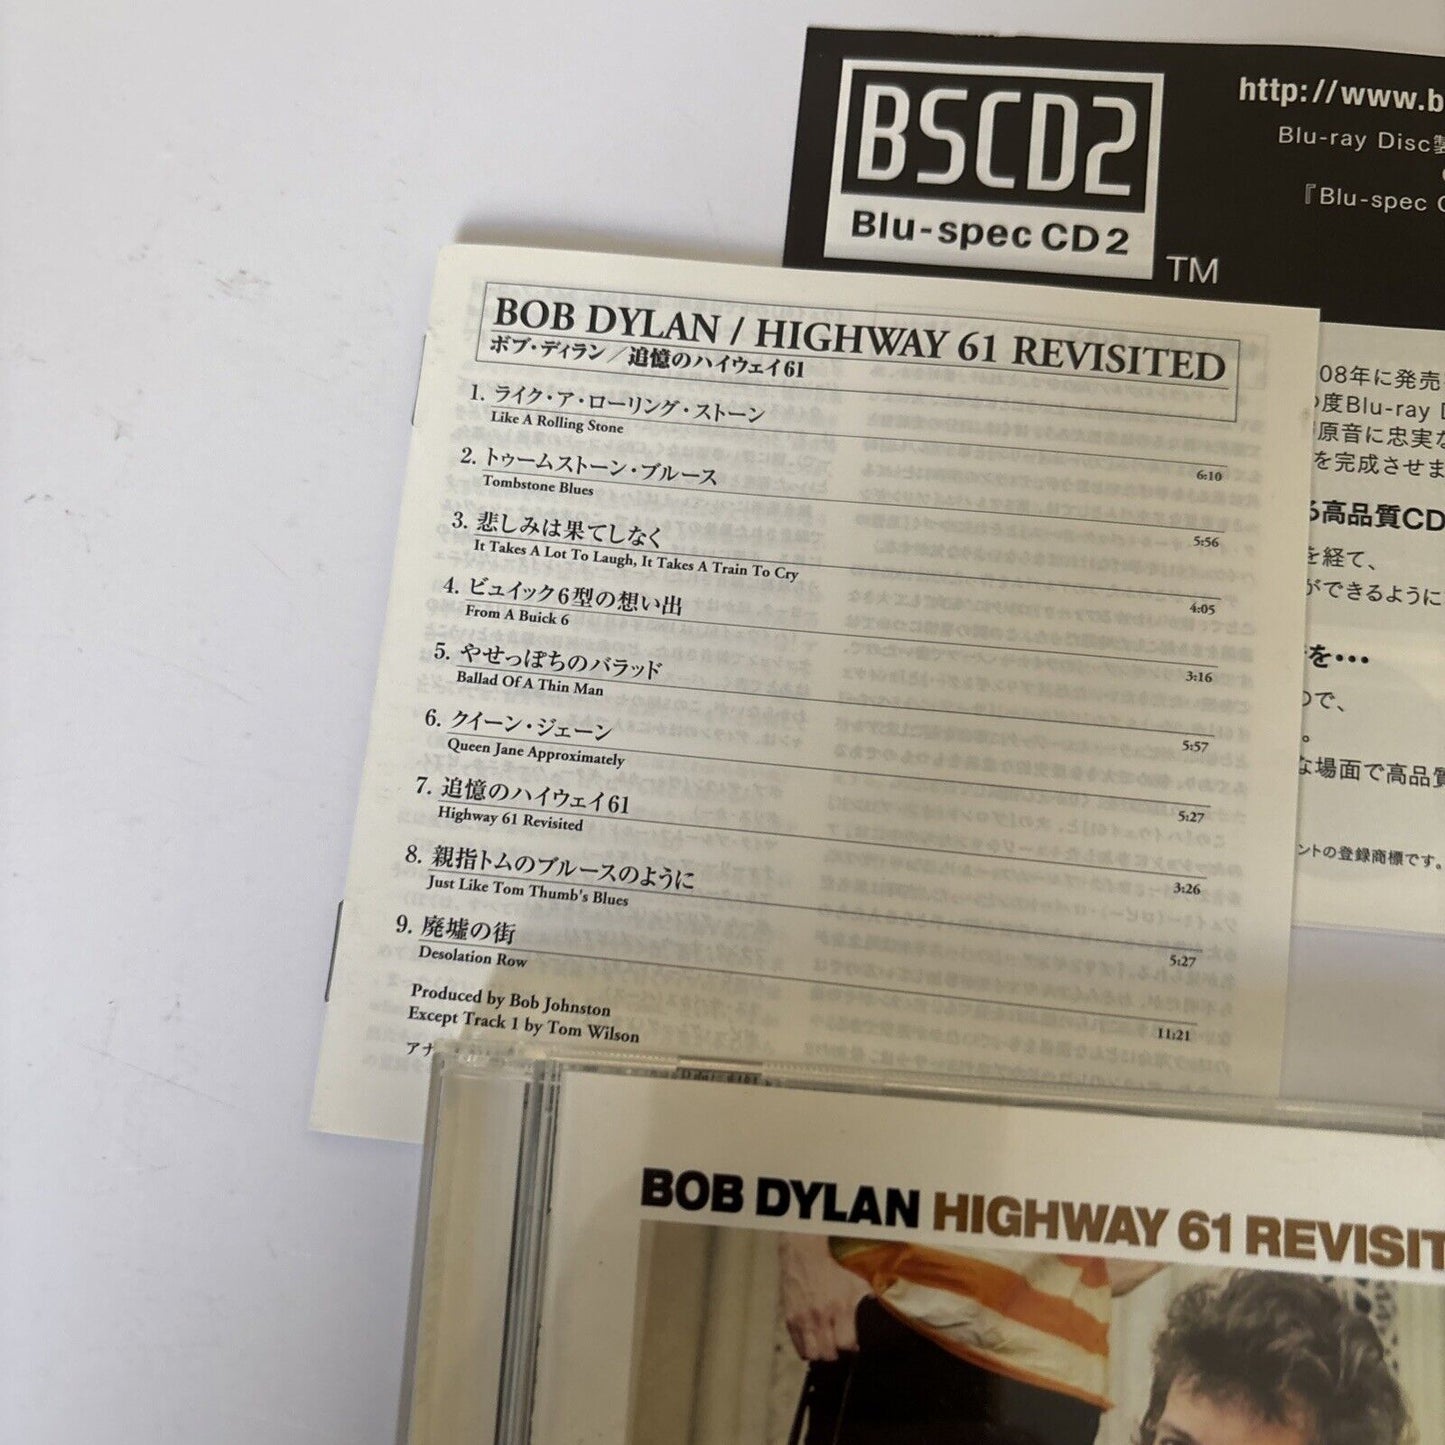 BSCD2
Blu-spec CD2
TM
http://www.b
Blu-ray Disc製
『Blu-spec C
BOB DYLAN / HIGHWAY 61 REVISITED
ボブ・ディラン／追憶のハイウェイ61
1. ライク・ア・ローリング・ストーン
Like A Rolling Stone
6:10
2. トゥームストーン・ブルース
Tombstone Blues
5:56
3. 悲しみは果てしなく
It Takes A Lot To Laugh, It Takes A Train To Cry
4:05
4. ビュイック6型の想い出
From A Buick 6
3:16
5. やせっぽちのバラッド
Ballad Of A Thin Man
5:57
6. クイーン・ジェーン
Queen Jane Approximately
5:27
7. 追憶のハイウェイ61
Highway 61 Revisited
3:26
8. 親指トムのブルースのように
Just Like Tom Thumb's Blues
5:27
9. 廃墟の街
Desolation Row
11:21
Produced by Bob Johnston
Except Track 1 by Tom Wilson
アナ
08年に発売
度Blu-ray D
原音に忠実な
を完成させま
る高品質CD
を経て、
ができるように
を・・・
ので、
。
な場面で高品質
ントの登録商標です。
BOB DYLAN HIGHWAY 61 REVISIT